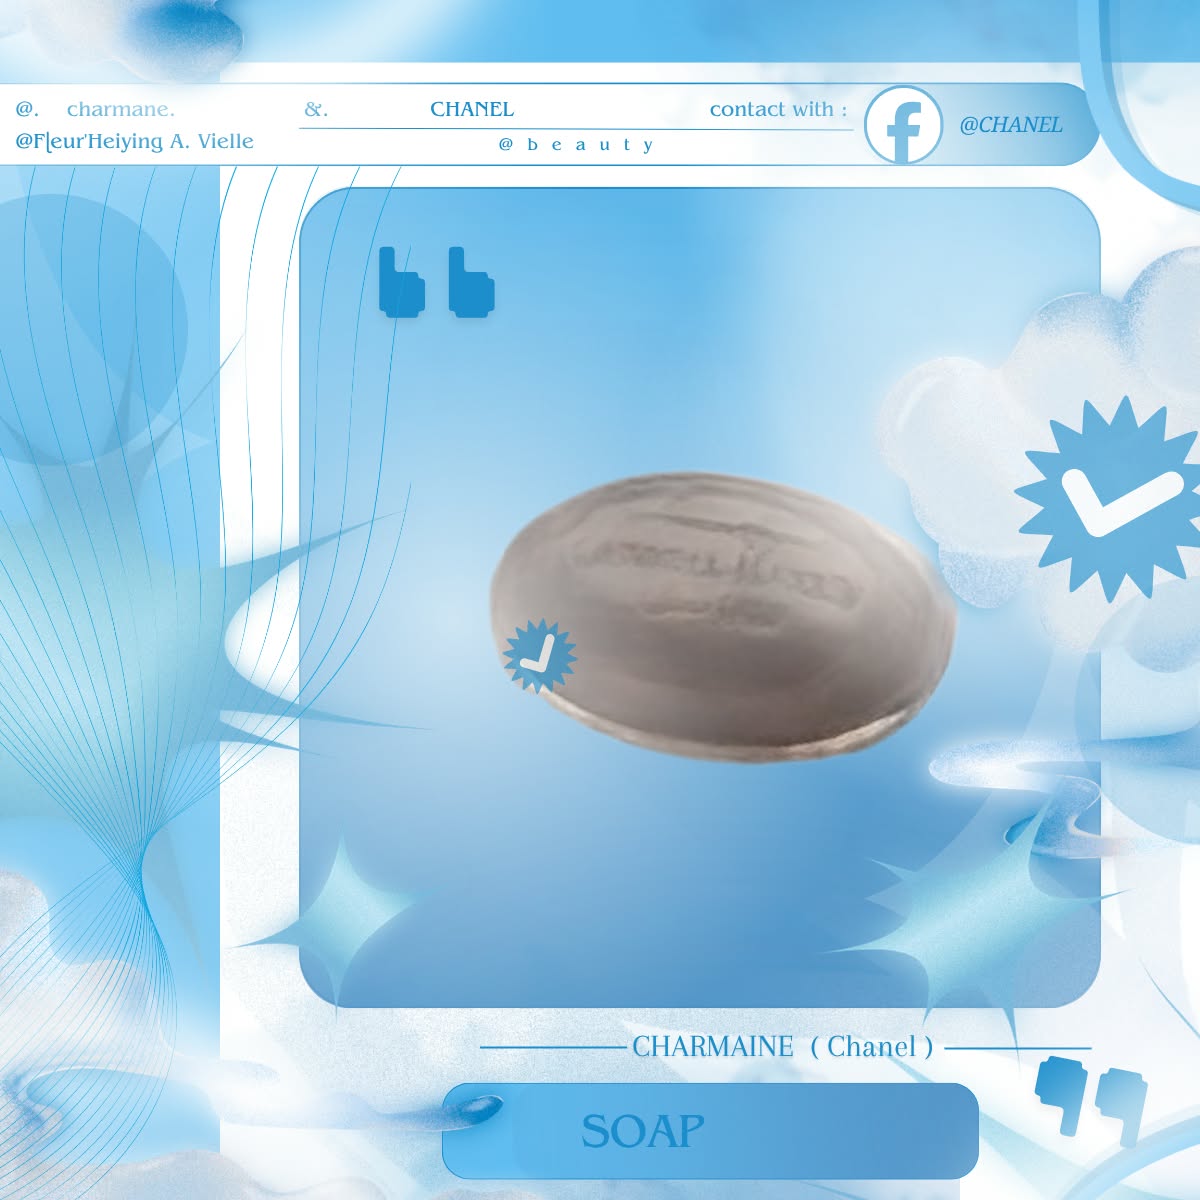 @. charmane. &. CHANEL contact with :
@Fleur'Heiying A. Vielle
@ b e a u t y
@CHANEL
CHARMAINE ( Chanel )
SOAP